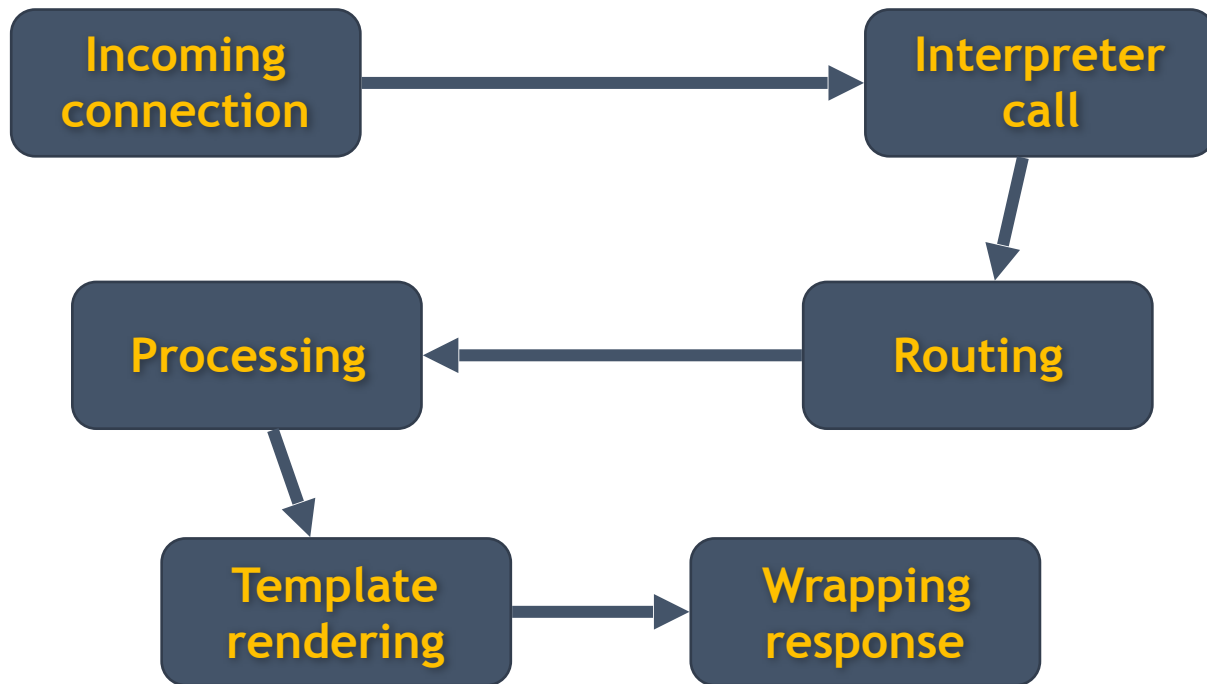 Incoming
connection
Interpreter
call
Processing
Routing
Template
rendering
Wrapping
response